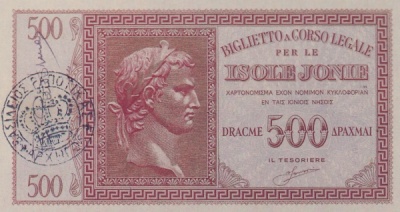 500
BIGLIETTO A CORSO LEGALE
PER LE
ISOLE JONIE
ΧΑΡΤΟΝΟΜΙΣΜΑ ΕΧΟΝ ΝΟΜΙΜΟΝ ΚΥΚΛΟΦΟΡΙΑΝ
ΕΝ ΤΑΙΣ ΙΟΝΙΟΙΣ ΝΗΣΟΙΣ
DRACME 500 ΔΡΑΧΜΑΙ
IL TESORIERE
500